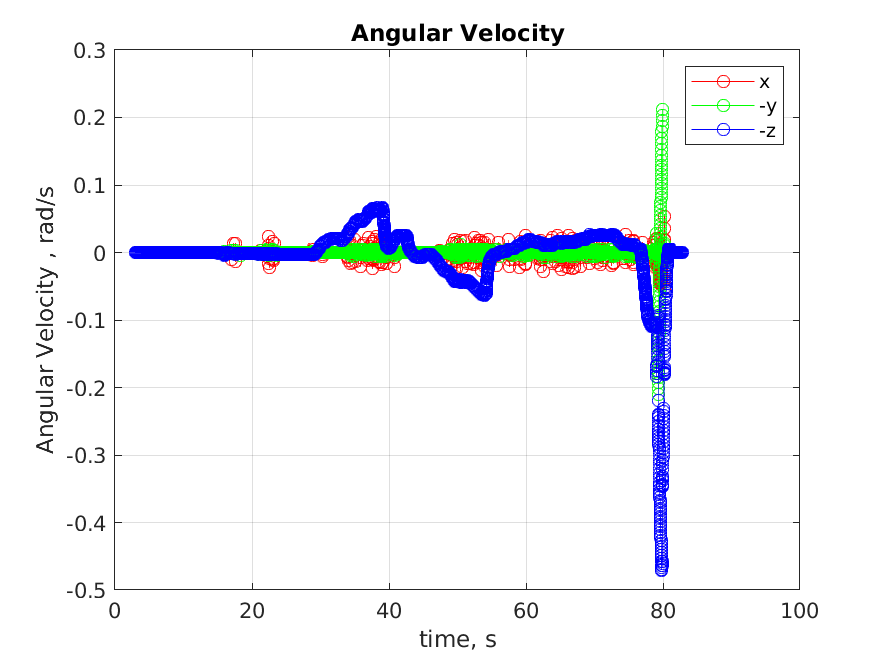 Angular Velocity
0.3
0.2
0.1
0
-0.1
-0.2
-0.3
-0.4
-0.5
Angular Velocity , rad/s
x
-y
-z
0 20 40 60 80 100
time, s